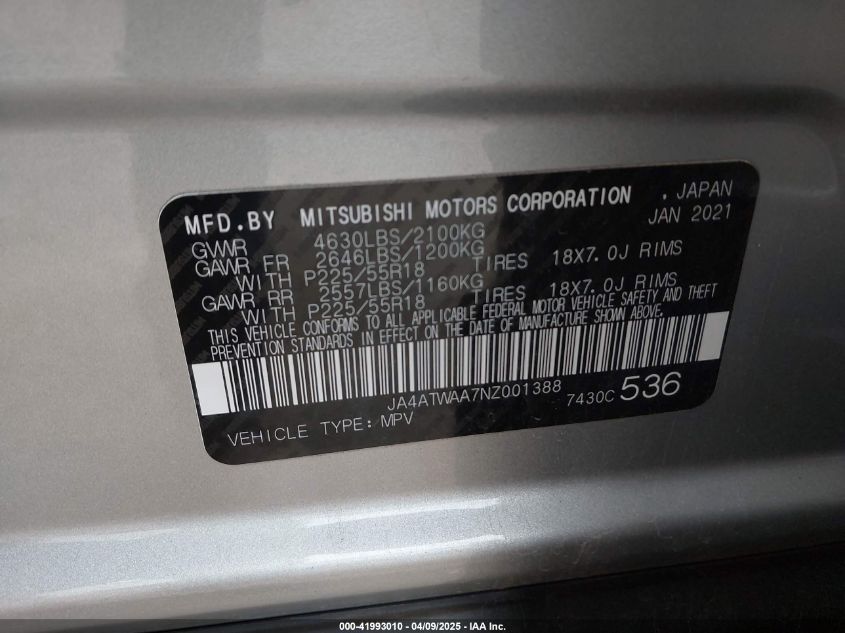 MFD.BY MITSUBISHI MOTORS CORPORATION . JAPAN
JAN 2021
GVWR 4630LBS/2100KG
GAWR FR 2646LBS/1200KG
WITH P225/55R18 TIRES 18X7.0J RIMS
GAWR RR 2557LBS/1160KG
WITH P225/55R18 TIRES 18X7.0J RIMS
THIS VEHICLE CONFORMS TO ALL APPLICABLE FEDERAL MOTOR VEHICLE SAFETY AND THEFT
PREVENTION STANDARDS IN EFFECT ON THE DATE OF MANUFACTURE SHOWN ABOVE.
JA4ATWAA7NZ001388
7430C 536
VEHICLE TYPE: MPV
000-41993010 - 04/09/2025 - IAA Inc.